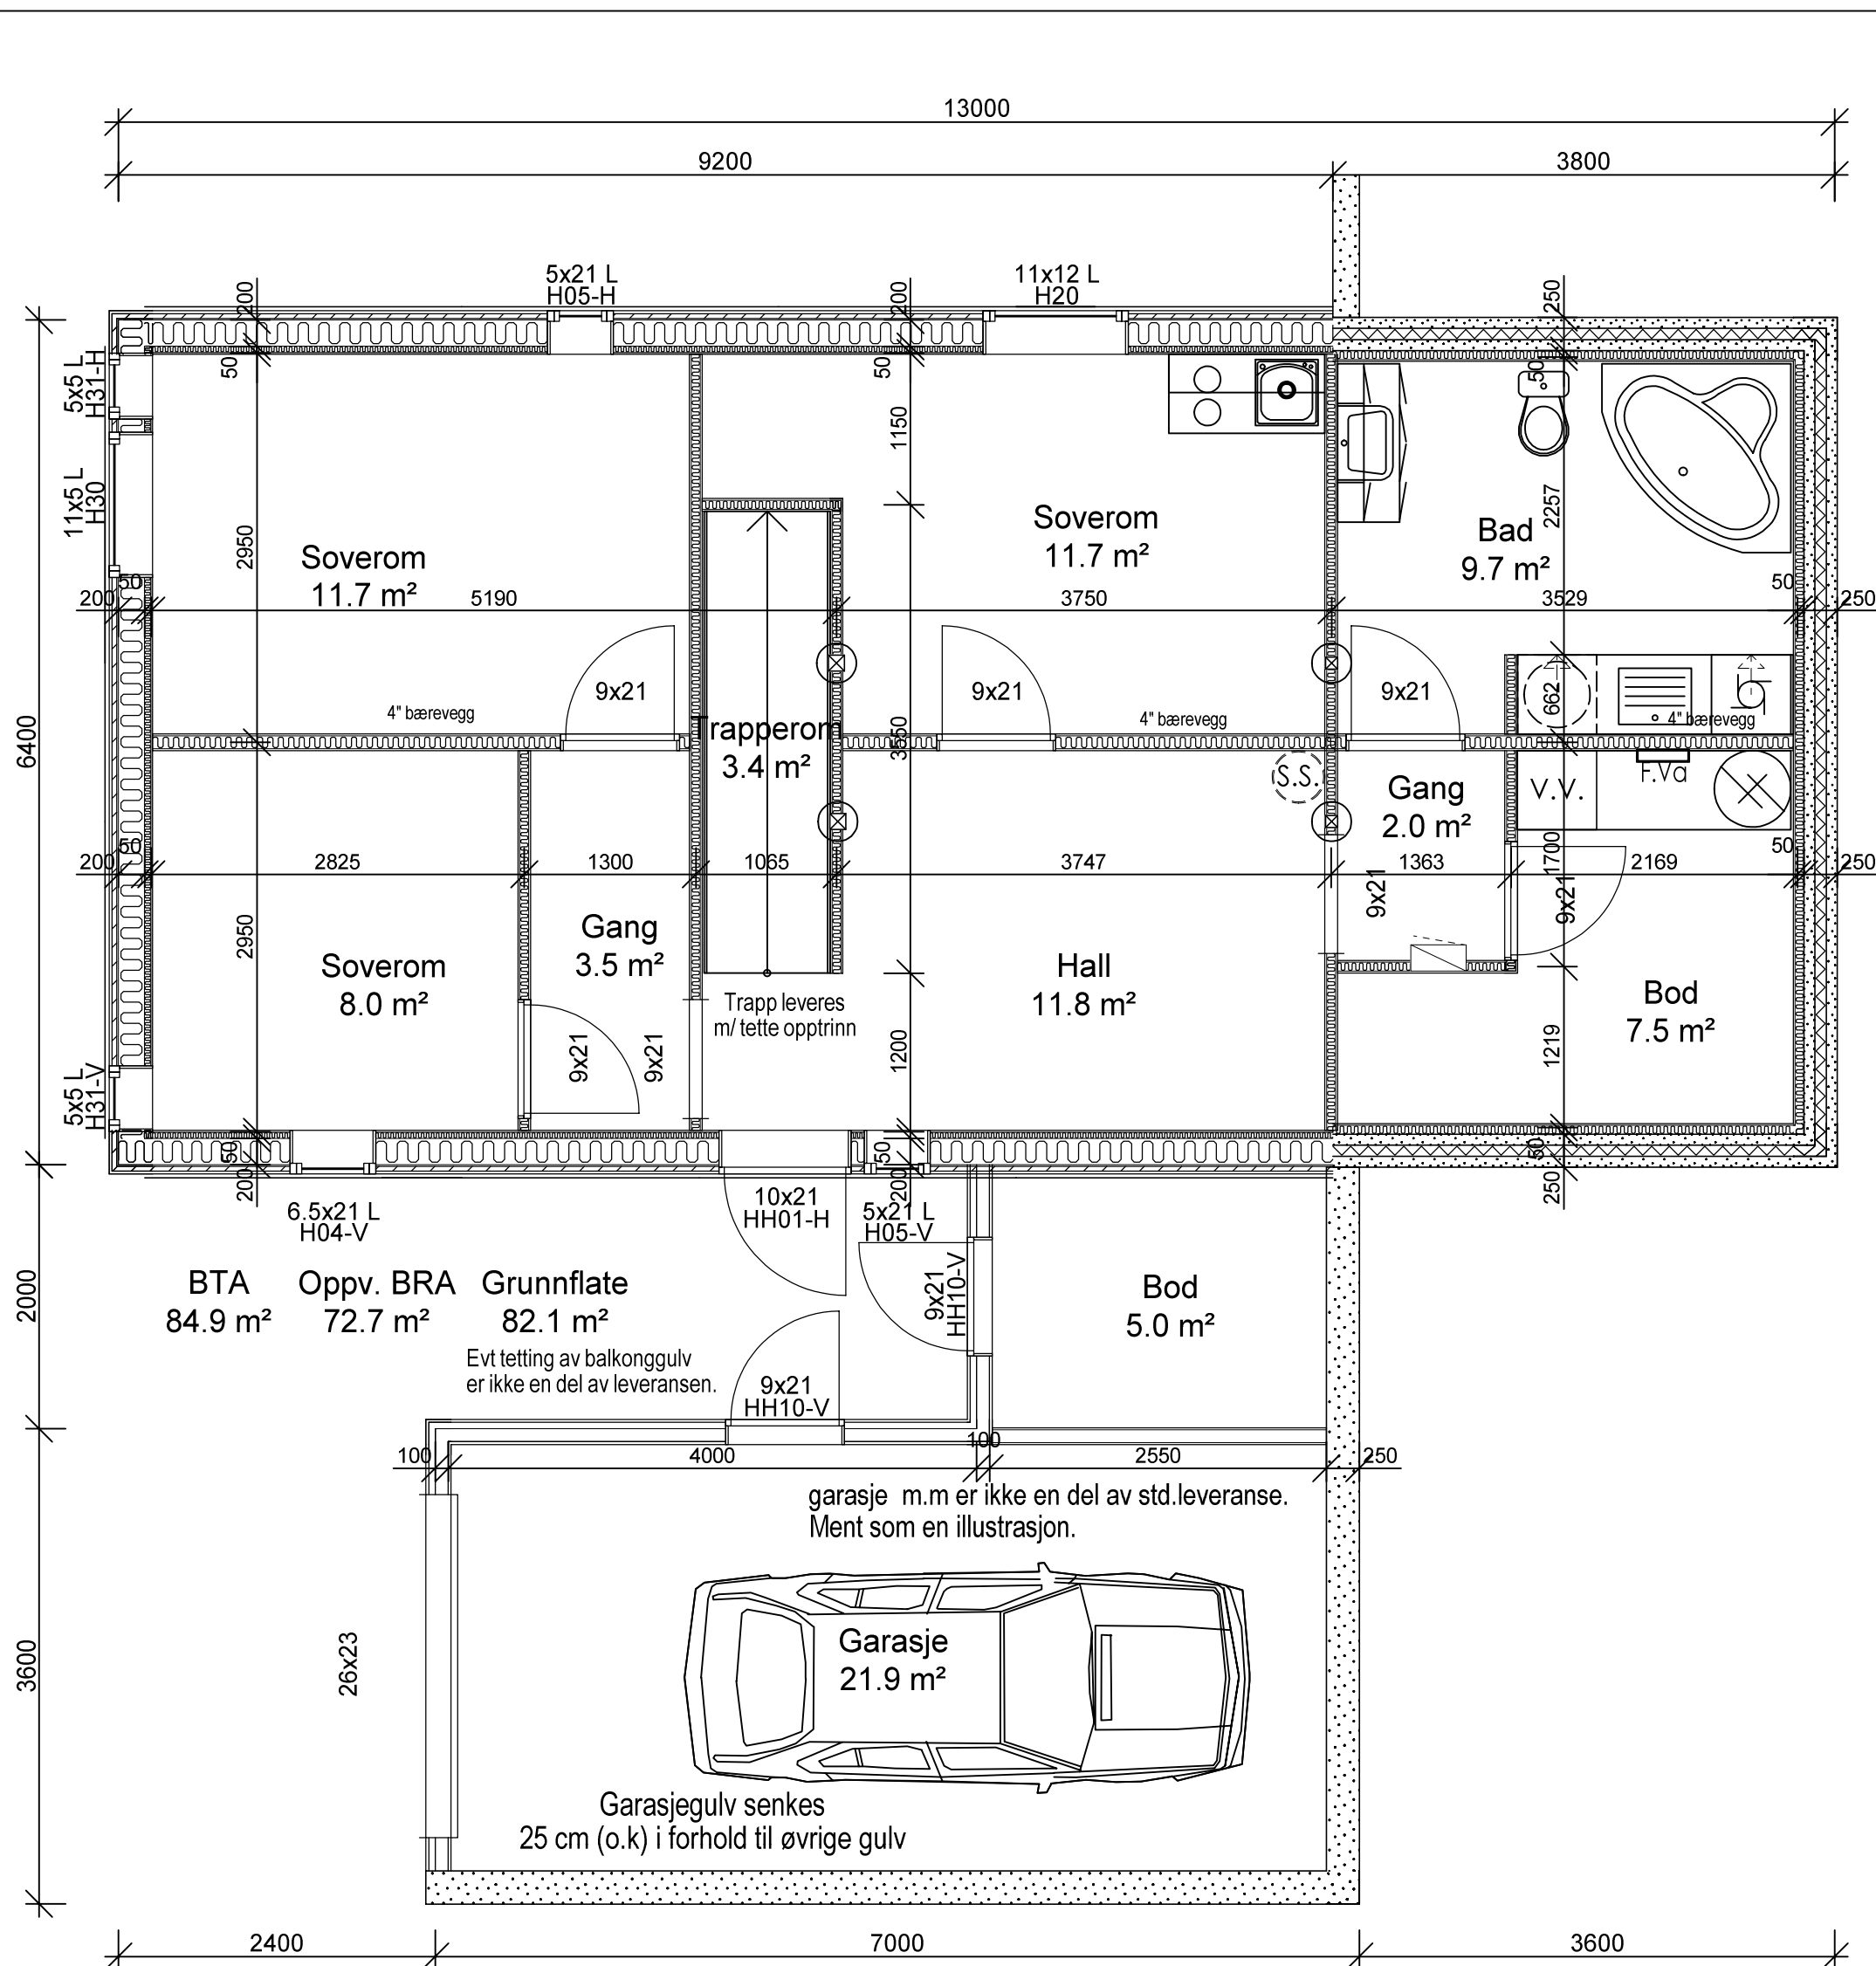 13000
9200
3800
5x21 L
H05-H
11x12 L
H20
200
200
250
50
50
50
5x5 L
H31-H
11x5 L
H30
1150
2257
2950
Soverom
11.7 m²
Soverom
11.7 m²
Bad
9.7 m²
50
50
200
5190
3750
3529
250
9x21
9x21
9x21
662
4" bærevegg
4" bærevegg
4" bærevegg
6400
Trapperom
3.4 m²
3550
S.S.
Gang
2.0 m²
V.V.
F.Va
50
50
200
2825
1300
1065
3747
1363
1700
2169
250
9x21
9x21
2950
Gang
3.5 m²
Soverom
8.0 m²
Hall
11.8 m²
Bod
7.5 m²
Trapp leveres
m/ tette opptrinn
9x21
9x21
1200
1219
5x5 L
H31-V
50
50
50
200
200
250
6.5x21 L
H04-V
10x21
HH01-H
5x21 L
H05-V
9x21
HH10-V
2000
BTA
84.9 m²
Oppv. BRA
72.7 m²
Grunnflate
82.1 m²
Bod
5.0 m²
Evt tetting av balkonggulv
er ikke en del av leveransen.
9x21
HH10-V
100
4000
100
2550
250
garasje m.m er ikke en del av std.leveranse.
Ment som en illustrasjon.
3600
26x23
Garasje
21.9 m²
Garasjegulv senkes
25 cm (o.k) i forhold til øvrige gulv
2400
7000
3600